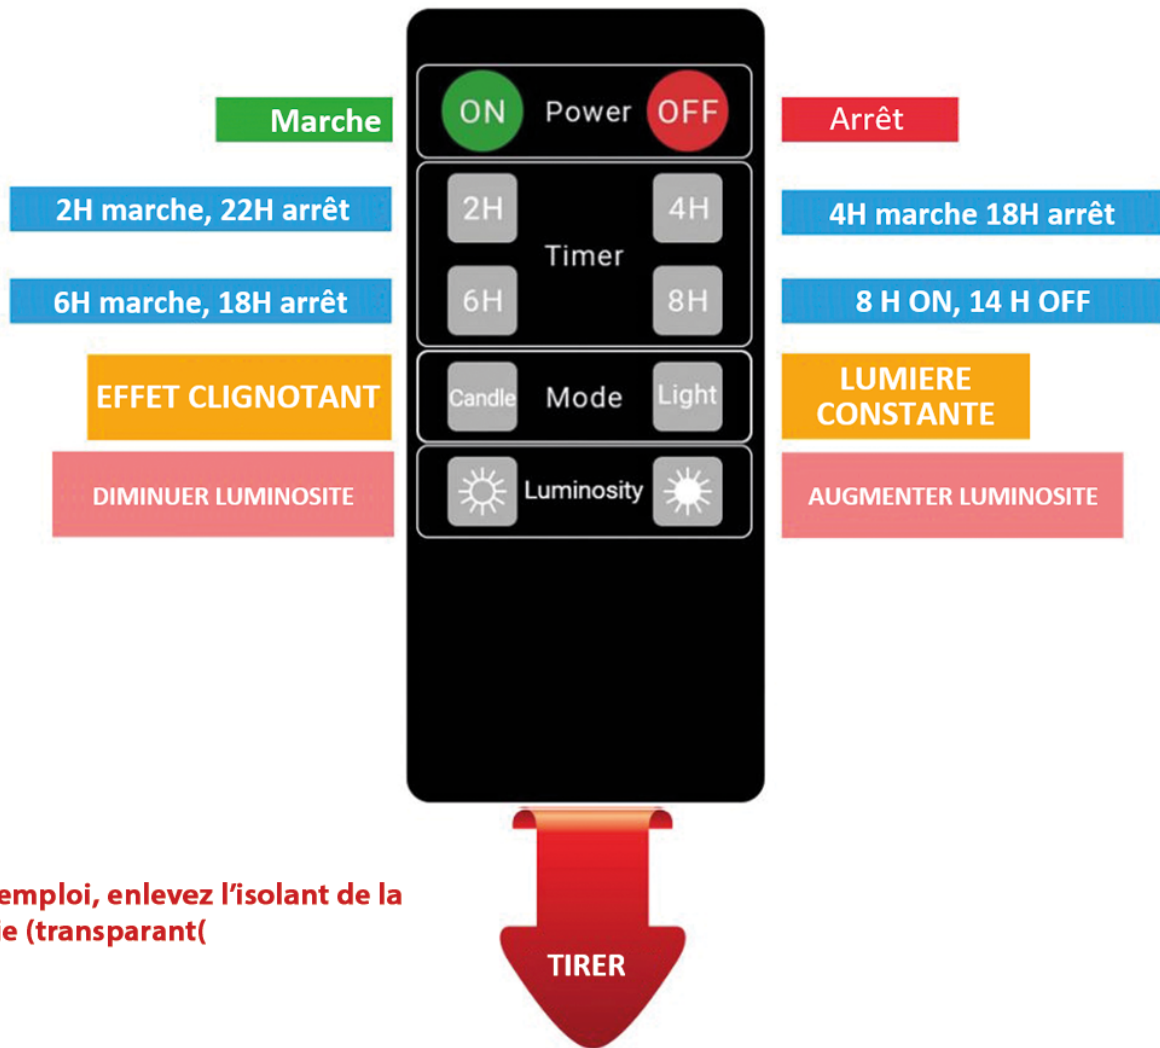 Marche
ON Power OFF
Arrêt
2H marche, 22H arrêt
2H
4H
4H marche 18H arrêt
Timer
6H marche, 18H arrêt
6H
8H
8 H ON, 14 H OFF
EFFET CLIGNOTANT
Candle Mode Light
LUMIERE
CONSTANTE
DIMINUER LUMINOSITE
Luminosity
AUGMENTER LUMINOSITE
emploi, enlevez l'isolant de la
ie (transparant(
TIRER